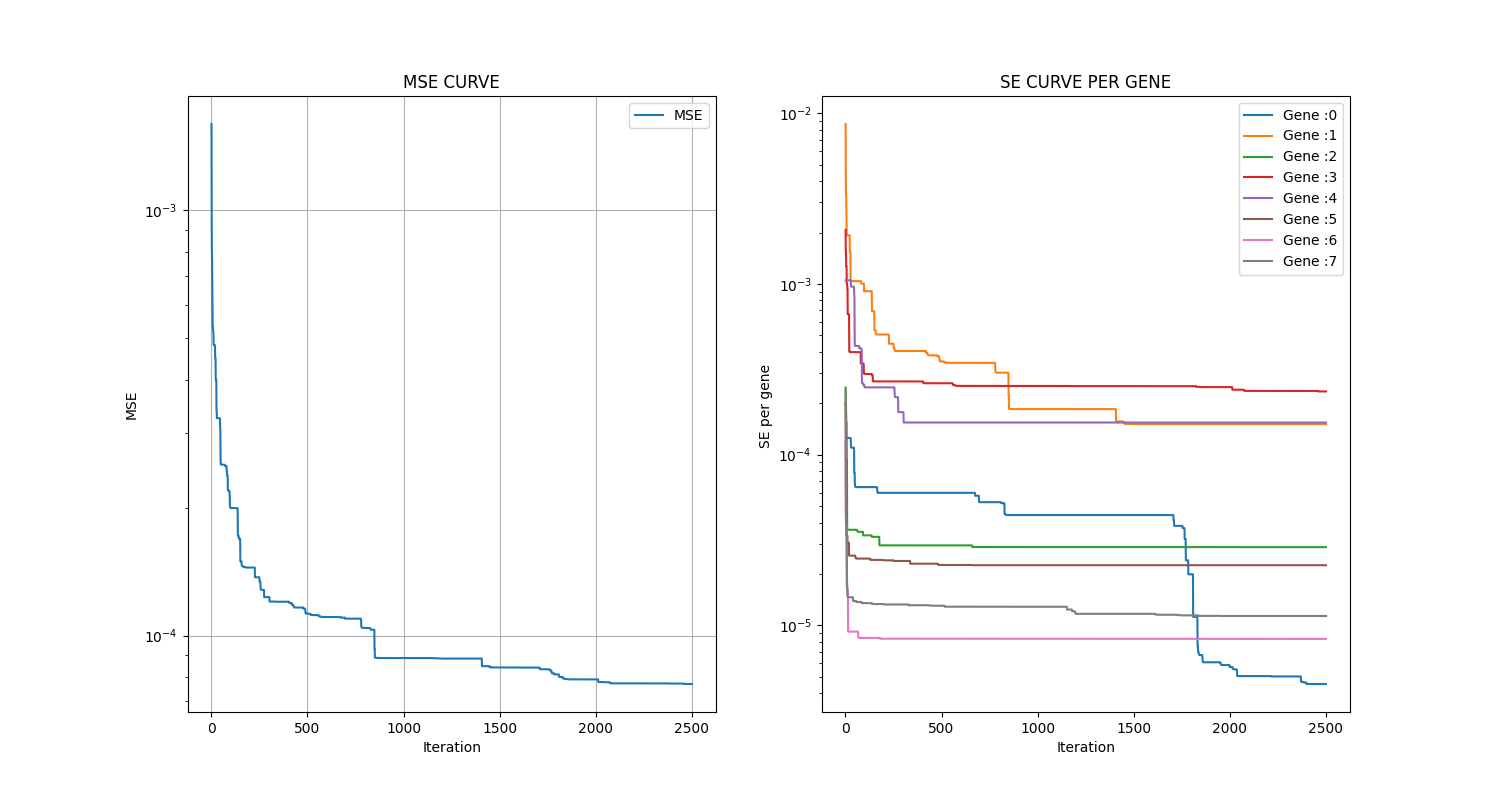 MSE CURVE
MSE
10⁻³
10⁻⁴
MSE
0 500 1000 1500 2000 2500
Iteration
SE CURVE PER GENE
Gene :0
Gene :1
Gene :2
Gene :3
Gene :4
Gene :5
Gene :6
Gene :7
10⁻²
10⁻³
10⁻⁴
10⁻⁵
SE per gene
0 500 1000 1500 2000 2500
Iteration